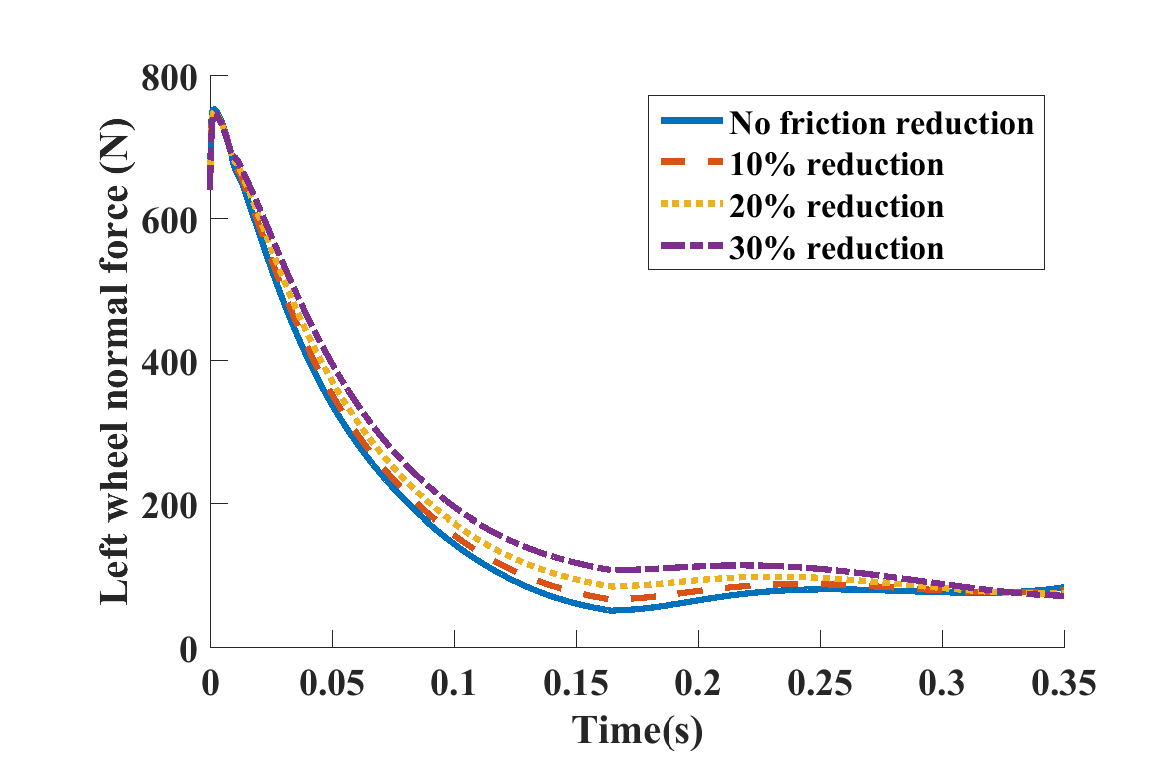 Left wheel normal force (N)
800
600
400
200
0
No friction reduction
10% reduction
20% reduction
30% reduction
0 0.05 0.1 0.15 0.2 0.25 0.3 0.35
Time(s)